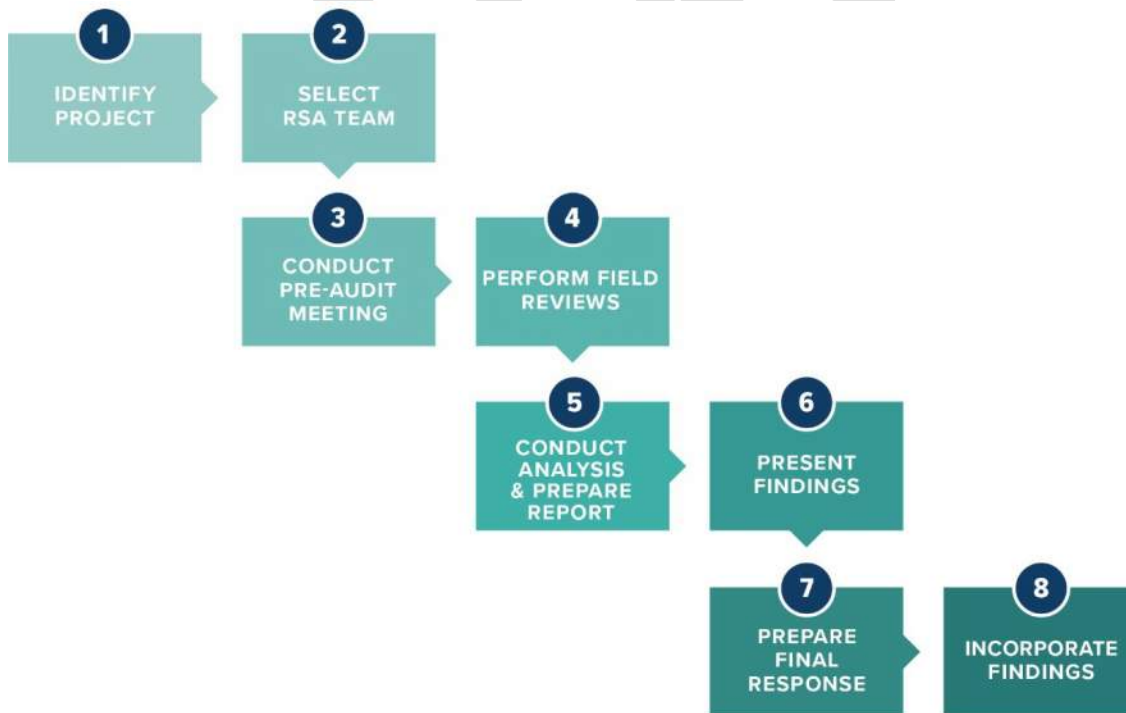 1
IDENTIFY
PROJECT
2
SELECT
RSA TEAM
3
CONDUCT
PRE-AUDIT
MEETING
4
PERFORM FIELD
REVIEWS
5
CONDUCT
ANALYSIS
& PREPARE
REPORT
6
PRESENT
FINDINGS
7
PREPARE
FINAL
RESPONSE
8
INCORPORATE
FINDINGS